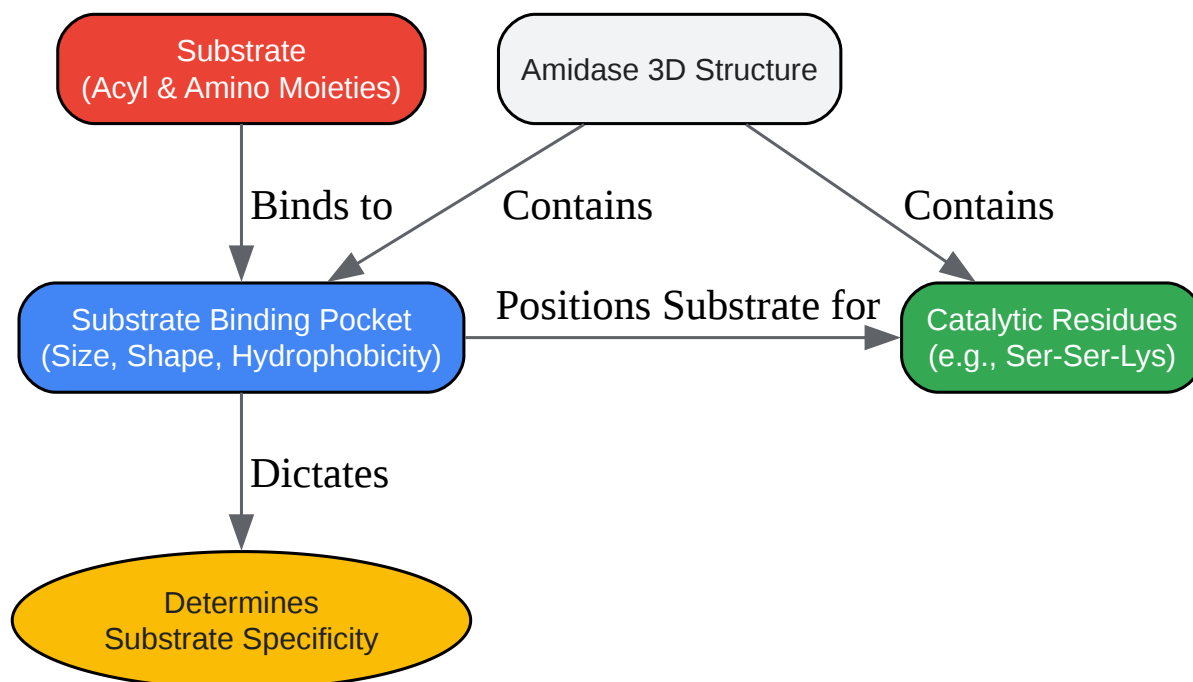 Substrate
(Acyl & Amino Moieties)
Amidase 3D Structure
Binds to
Contains
Contains
Substrate Binding Pocket
(Size, Shape, Hydrophobicity)
Positions Substrate for
Catalytic Residues
(e.g., Ser-Ser-Lys)
Dictates
Determines
Substrate Specificity